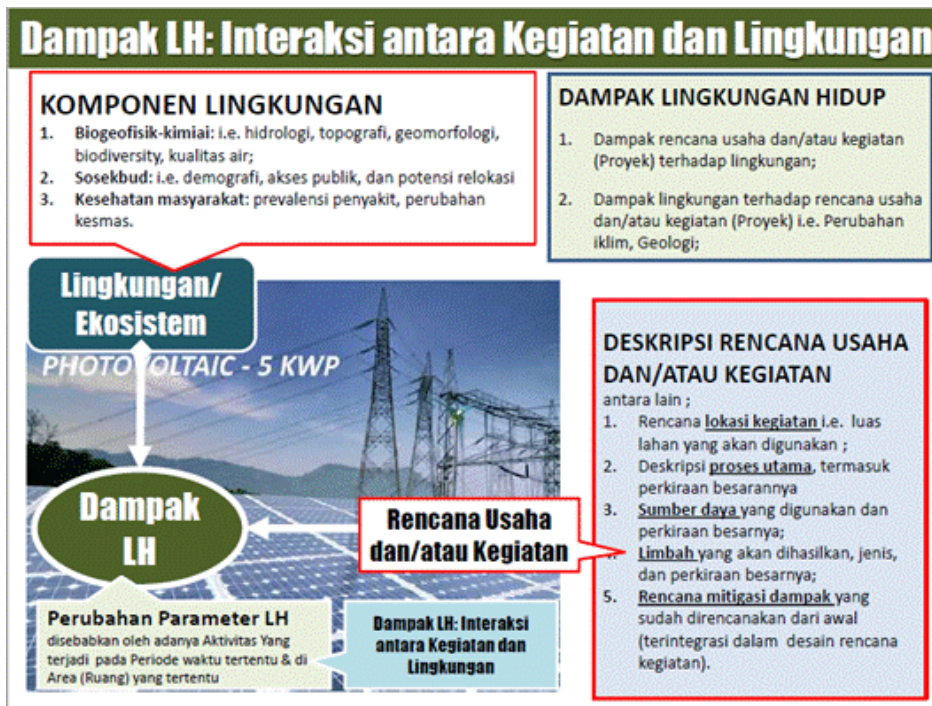 Dampak LH: Interaksi antara Kegiatan dan Lingkungan
KOMPONEN LINGKUNGAN
1. Biogeofisik-kimiai: i.e. hidrologi, topografi, geomorfologi,
biodiversity, kualitas air;
2. Sosekbud: i.e. demografi, akses publik, dan potensi relokasi
3. Kesehatan masyarakat: prevalensi penyakit, perubahan
kesmas.
DAMPAK LINGKUNGAN HIDUP
1. Dampak rencana usaha dan/atau kegiatan
(Proyek) terhadap lingkungan;
2. Dampak lingkungan terhadap rencana usaha
dan/atau kegiatan (Proyek) i.e. Perubahan
iklim, Geologi;
Lingkungan/
Ekosistem
PHOTOVOLTAIC - 5 KWP
Dampak
LH
Rencana Usaha
dan/atau Kegiatan
Perubahan Parameter LH
disebabkan oleh adanya Aktivitas Yang
terjadi pada Periode waktu tertentu & di
Area (Ruang) yang tertentu
Dampak LH: Interaksi
antara Kegiatan dan
Lingkungan
DESKRIPSI RENCANA USAHA
DAN/ATAU KEGIATAN
antara lain ;
1. Rencana lokasi kegiatan i.e. luas
lahan yang akan digunakan ;
2. Deskripsi proses utama, termasuk
perkiraan besarannya
3. Sumber daya yang digunakan dan
perkiraan besarnya;
4. Limbah yang akan dihasilkan, jenis,
dan perkiraan besarnya;
5. Rencana mitigasi dampak yang
sudah direncanakan dari awal
(terintegrasi dalam desain rencana
kegiatan).